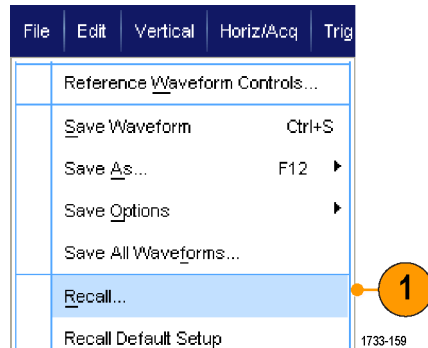 File Edit Vertical Horiz/Acq Trig
Reference Waveform Controls...
Save Waveform Ctrl+S
Save As... F12
Save Options
Save All Waveforms...
Recall... 1
Recall Default Setup 1733-159